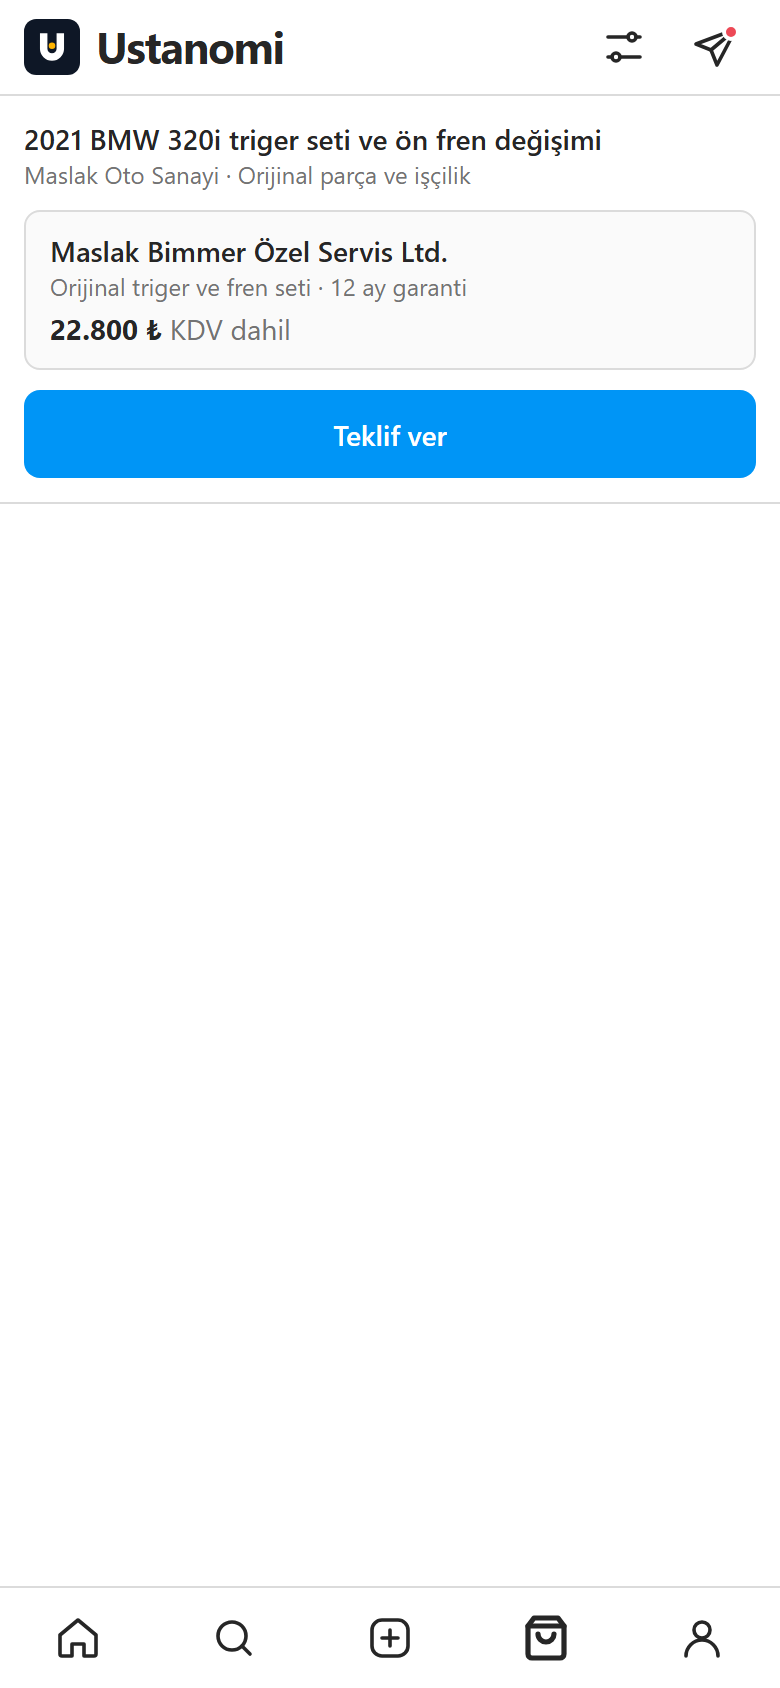 Ustanomi
2021 BMW 320i triger seti ve ön fren değişimi
Maslak Oto Sanayi · Orijinal parça ve işçilik
Maslak Bimmer Özel Servis Ltd.
Orijinal triger ve fren seti · 12 ay garanti
22.800 ₺ KDV dahil
Teklif ver